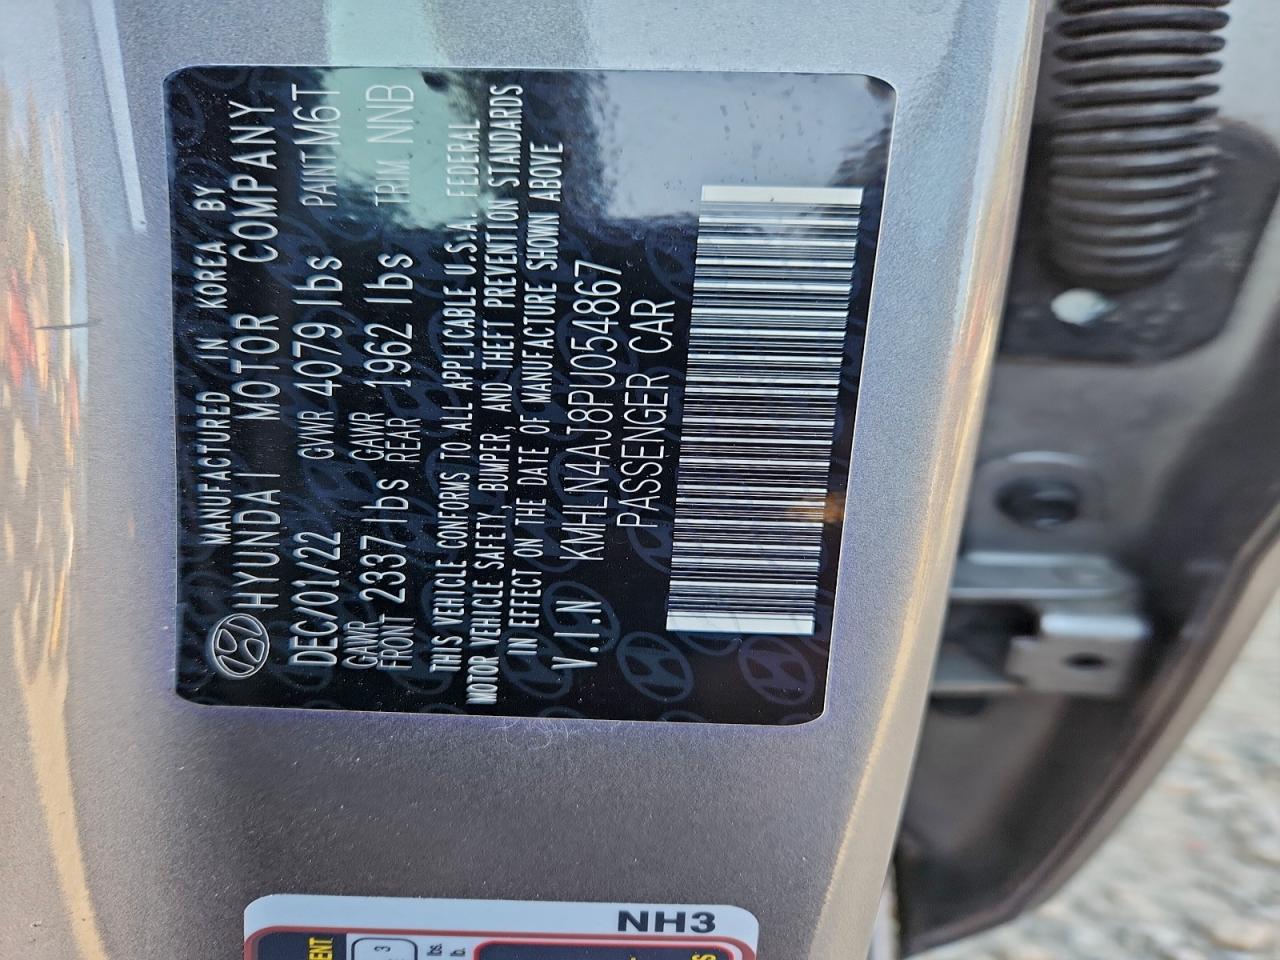 MANUFACTURED IN KOREA BY
HYUNDAI MOTOR COMPANY
DEC/01/22 GVWR 4079 lbs PAINT M6T
GAWR FRONT 2337 lbs GAWR REAR 1962 lbs TRIM NNB
THIS VEHICLE CONFORMS TO ALL APPLICABLE U.S.A. FEDERAL
MOTOR VEHICLE SAFETY, BUMPER, AND THEFT PREVENTION STANDARDS
IN EFFECT ON THE DATE OF MANUFACTURE SHOWN ABOVE
V.I.N KMHLN4AJ8PU054867
PASSENGER CAR
NH3